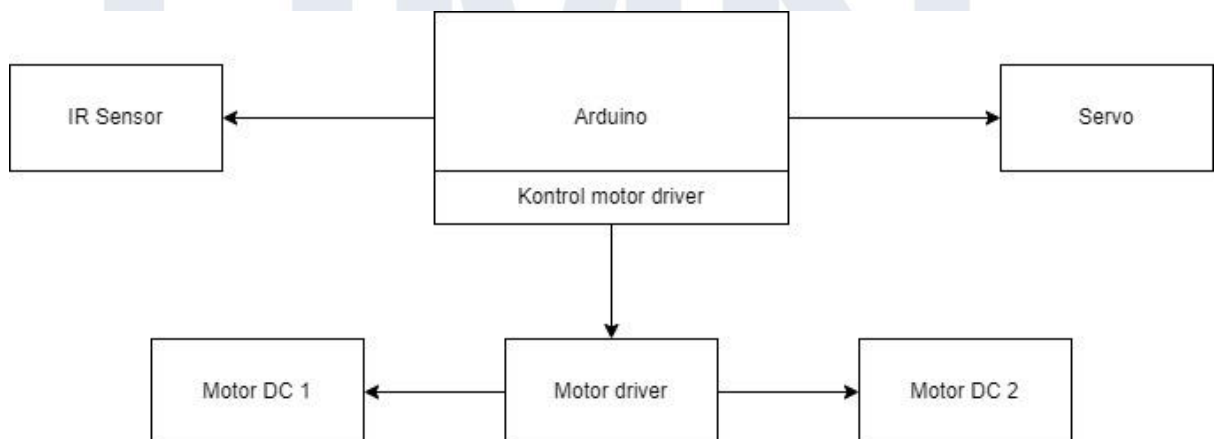 IR Sensor
Arduino
Servo
Kontrol motor driver
Motor DC 1
Motor driver
Motor DC 2